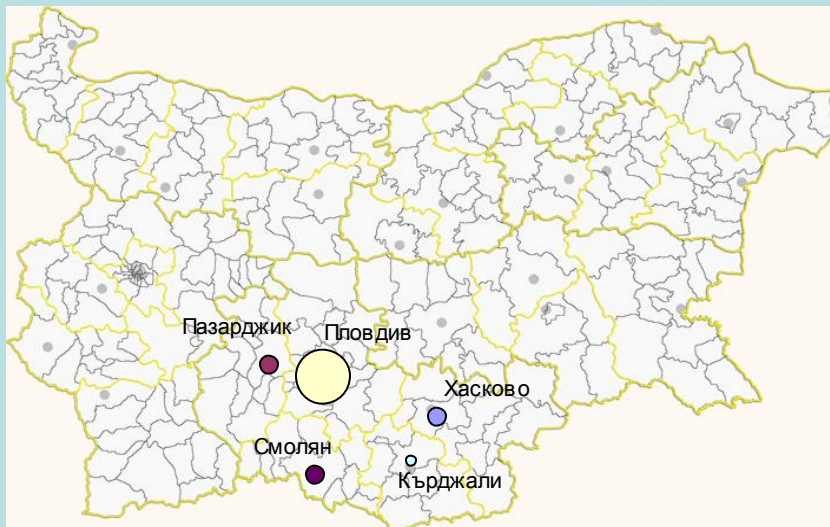 Пазарджик
Пловдив
Хасково
Смолян
Кърджали